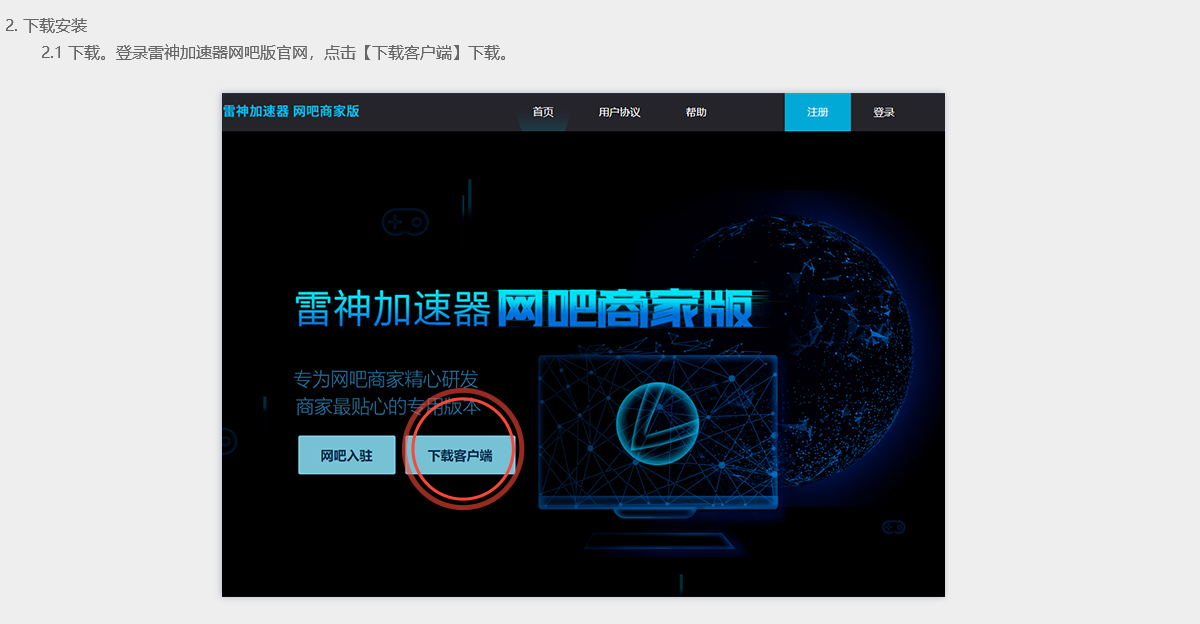 2. 下载安装
2.1 下载。登录雷神加速器网吧版官网，点击【下载客户端】下载。
雷神加速器 网吧商家版 首页 用户协议 帮助 注册 登录
雷神加速器网吧商家版
专为网吧商家精心研发
商家最贴心的专用版本
网吧入驻 下载客户端